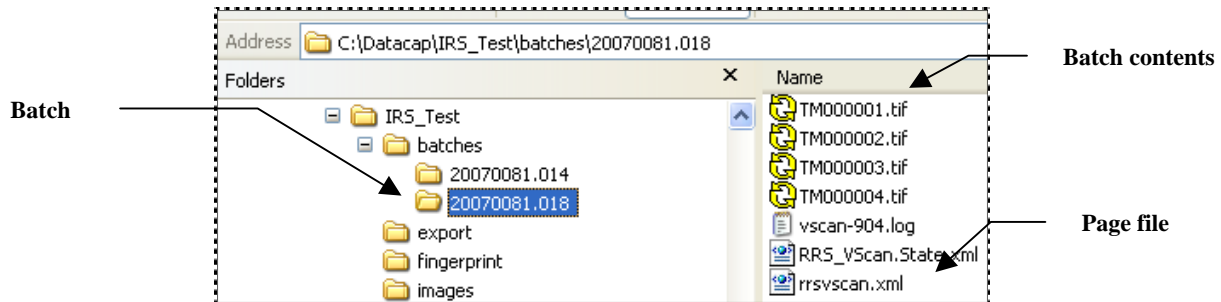 Address C:\Datacap\IRS_Test\batches\20070081.018
Batch contents
Folders
Name
Batch
IRS_Test
batches
20070081.014
20070081.018
export
fingerprint
images
TM000001.tif
TM000002.tif
TM000003.tif
TM000004.tif
vscan-904.log
RRS_VScan.State.xml
rrsvscan.xml
Page file